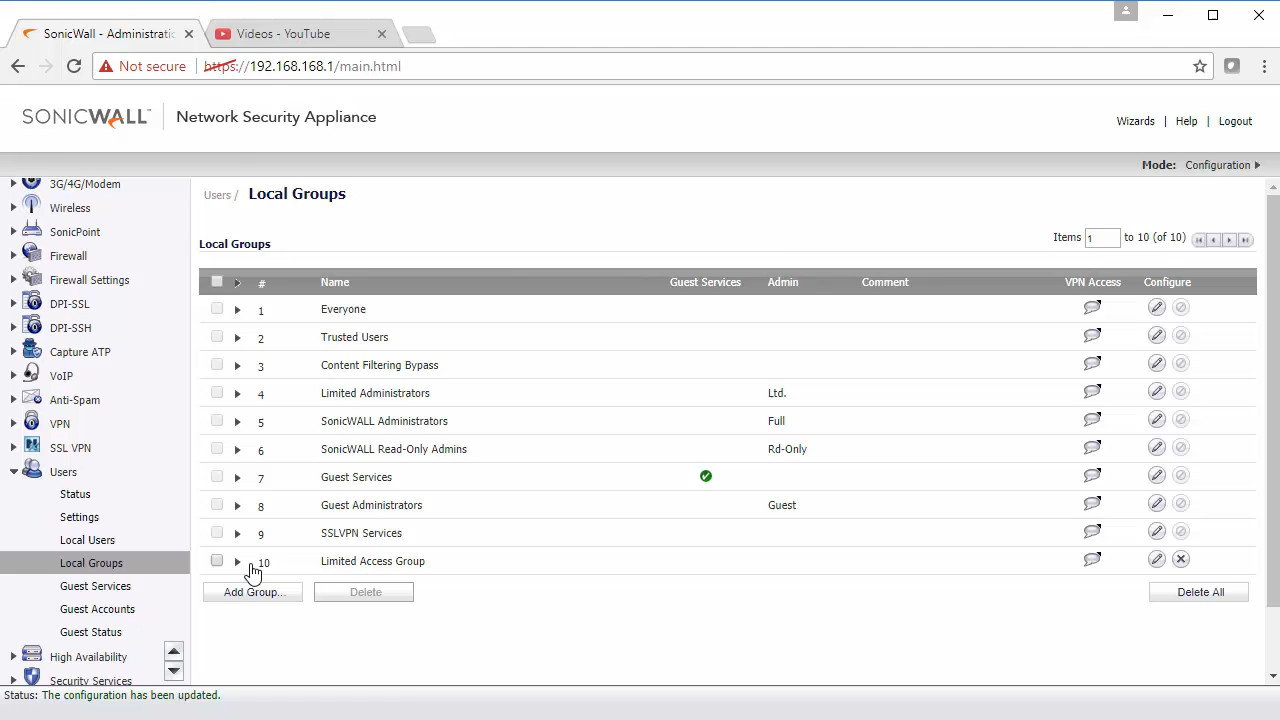 SonicWall - Administratic
Videos - YouTube
Not secure https://192.168.168.1/main.html
SONICWALL Network Security Appliance
Wizards | Help | Logout
Mode: Configuration
3G/4G/Modem
Wireless
SonicPoint
Firewall
Firewall Settings
DPI-SSL
DPI-SSH
Capture ATP
VoIP
Anti-Spam
VPN
SSL VPN
Users
Status
Settings
Local Users
Local Groups
Guest Services
Guest Accounts
Guest Status
High Availability
Security Services
Users / Local Groups
Local Groups
Items 1 to 10 (of 10)
# Name Guest Services Admin Comment VPN Access Configure
1 Everyone
2 Trusted Users
3 Content Filtering Bypass
4 Limited Administrators Ltd.
5 SonicWALL Administrators Full
6 SonicWALL Read-Only Admins Rd-Only
7 Guest Services
8 Guest Administrators Guest
9 SSLVPN Services
10 Limited Access Group
Add Group... Delete Delete All
Status: The configuration has been updated.